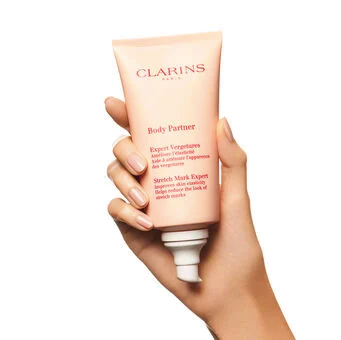 CLARINS
PARIS
Body Partner
Expert Vergetures
Améliore l'élasticité
Aide à atténuer l'apparence
des vergetures
Stretch Mark Expert
Improves skin elasticity
Helps reduce the look of
stretch marks